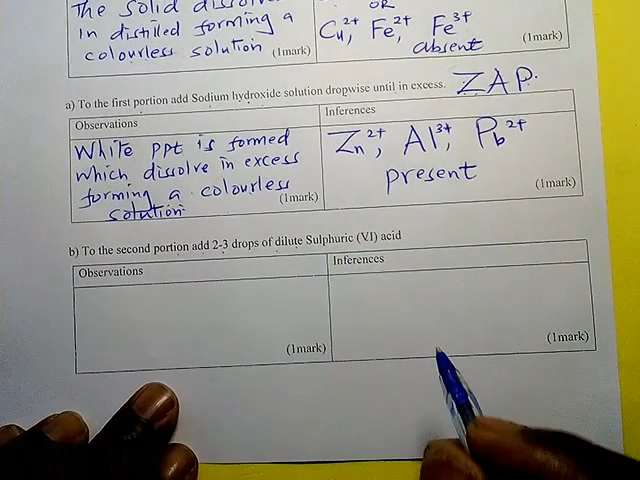 The solid
In distilled forming a
colourless solution (1mark)
OR
Cu²⁺, Fe²⁺, Fe³⁺
absent (1mark)
a) To the first portion add Sodium hydroxide solution dropwise until in excess. ZAP.
Observations
White ppt is formed
which dissolve in excess
forming a colourless
solution (1mark)
Inferences
Zn²⁺, Al³⁺, Pb²⁺
present
(1mark)
b) To the second portion add 2-3 drops of dilute Sulphuric (VI) acid
Observations
(1mark)
Inferences
(1mark)